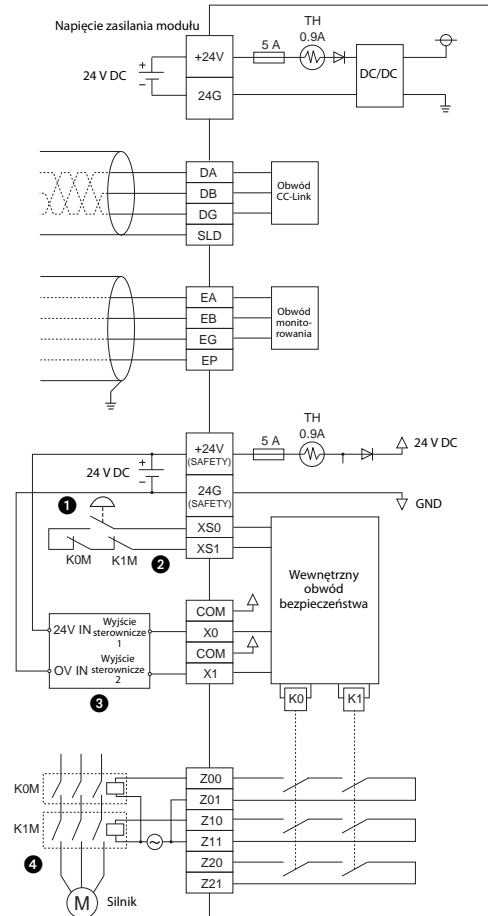 Napięcie zasilania modułu
24 V DC
+
−
+24V
24G
5 A
TH
0.9A
DC/DC
DA
DB
DG
SLD
Obwód
CC-Link
EA
EB
EG
EP
Obwód
monito-
rowania
24 V DC
+
−
+24V
(SAFETY)
24G
(SAFETY)
5 A
TH
0.9A
24 V DC
GND
1
K0M
K1M
2
XS0
XS1
Wewnętrzny
obwód
bezpieczeństwa
24V IN
Wyjście
sterownicze
1
OV IN
Wyjście
sterownicze
2
3
COM
X0
COM
X1
K0
K1
K0M
K1M
4
M
Silnik
Z00
Z01
Z10
Z11
Z20
Z21